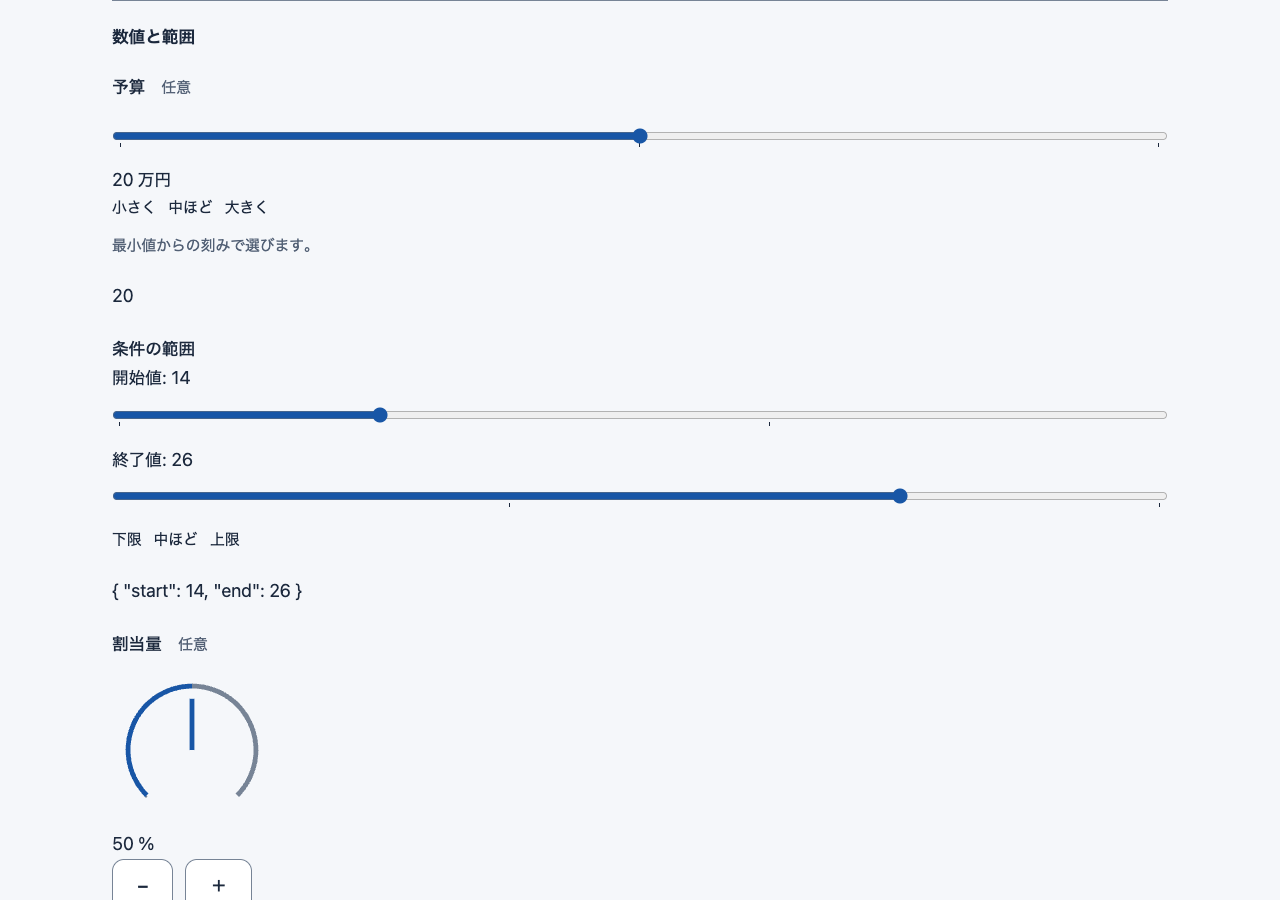 数値と範囲
予算 任意
20 万円
小さく 中ほど 大きく
最小値からの刻みで選びます。
20
条件の範囲
開始値: 14
終了値: 26
下限 中ほど 上限
{ "start": 14, "end": 26 }
割当量 任意
50 %
− +